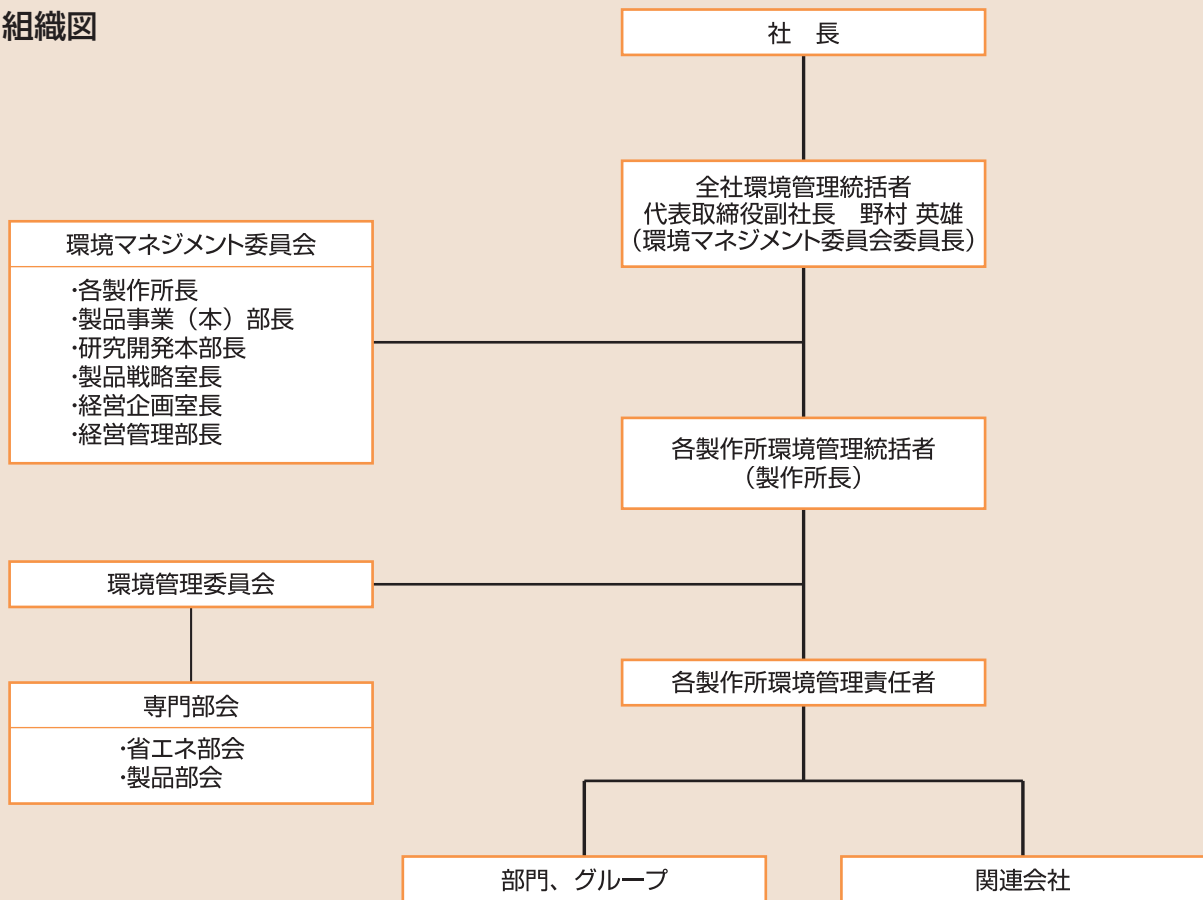 組織図
社　長
全社環境管理統括者
代表取締役副社長　野村 英雄
（環境マネジメント委員会委員長）
環境マネジメント委員会
・各製作所長
・製品事業（本）部長
・研究開発本部長
・製品戦略室長
・経営企画室長
・経営管理部長
各製作所環境管理統括者
（製作所長）
環境管理委員会
各製作所環境管理責任者
専門部会
・省エネ部会
・製品部会
部門、グループ
関連会社